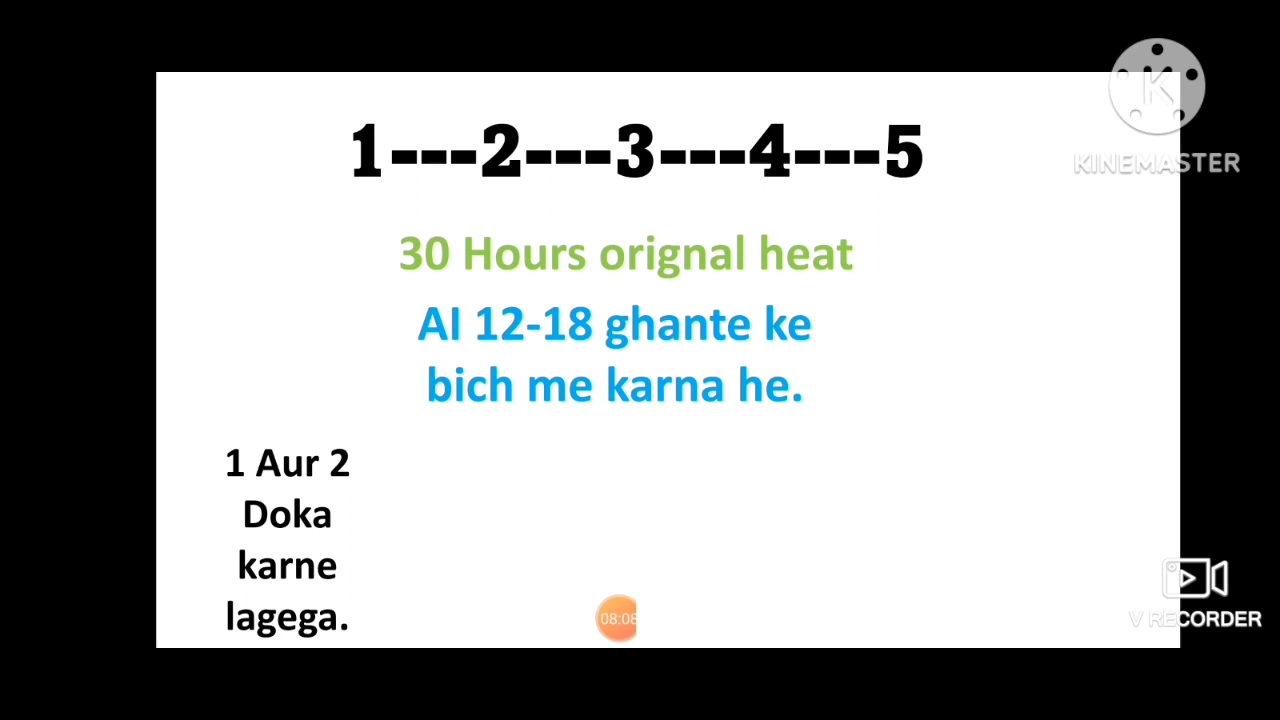 1---2---3---4---5
30 Hours orignal heat
AI 12-18 ghante ke
bich me karna he.
1 Aur 2
Doka
karne
lagega.
08:08
K
KINEMASTER
V RECORDER